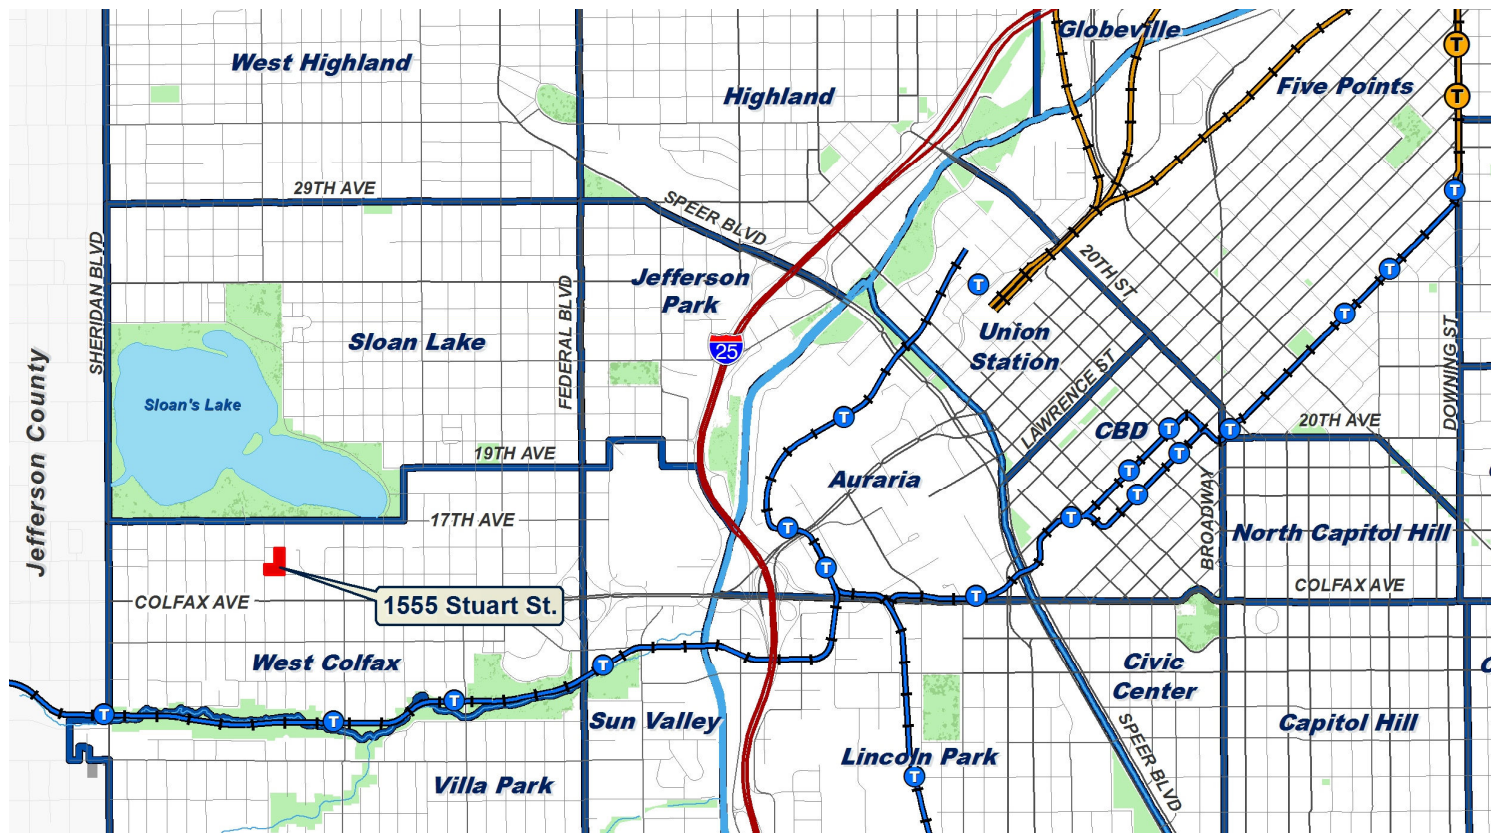 Globeville
West Highland
Highland
Five Points
T
T
29TH AVE
SPEER BLVD
T
SHERIDAN BLVD
Jefferson
Park
FEDERAL BLVD
20TH ST
T
T
T
Sloan Lake
25
Union
Station
DOWNING ST
Jefferson County
Sloan's Lake
LAWRENCE ST
T
CBD
T
T
20TH AVE
19TH AVE
Auraria
T
T
T
17TH AVE
T
T
BROADWAY
North Capitol Hill
T
COLFAX AVE
1555 Stuart St.
T
COLFAX AVE
West Colfax
T
Civic
Center
T
T
T
Sun Valley
Capitol Hill
SPEER BLVD
Villa Park
Lincoln Park
T